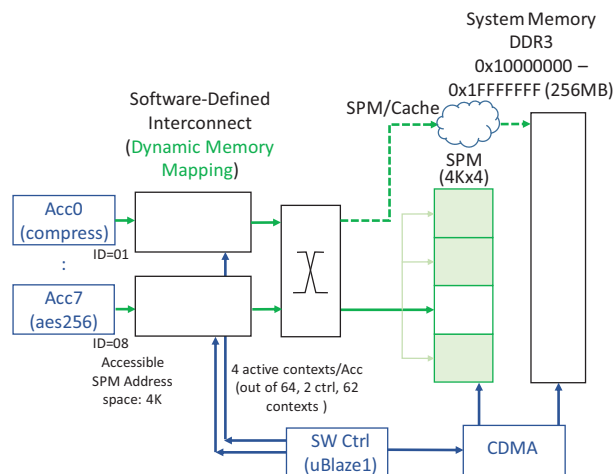 System Memory
DDR3
0x10000000 –
0x1FFFFFFF (256MB)
Software-Defined
Interconnect
(Dynamic Memory
Mapping)
SPM/Cache
SPM
(4Kx4)
Acc0
(compress)
ID=01
:
Acc7
(aes256)
ID=08
Accessible
SPM Address
space: 4K
4 active contexts/Acc
(out of 64, 2 ctrl, 62
contexts )
SW Ctrl
(uBlaze1)
CDMA